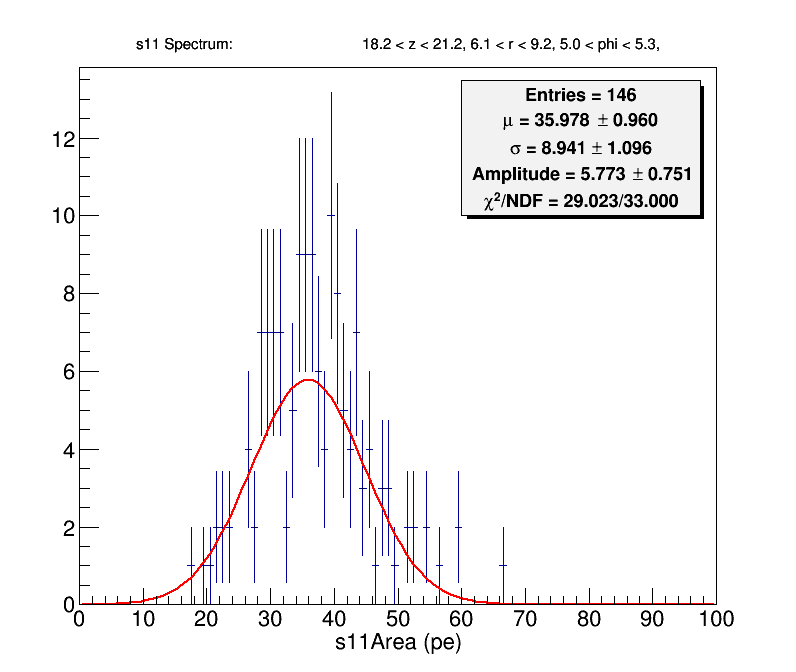 s11 Spectrum: 18.2 < z < 21.2, 6.1 < r < 9.2, 5.0 < phi < 5.3,
Entries = 146
μ = 35.978 ± 0.960
σ = 8.941 ± 1.096
Amplitude = 5.773 ± 0.751
χ²/NDF = 29.023/33.000
12
10
8
6
4
2
0
0 10 20 30 40 50 60 70 80 90 100
s11Area (pe)